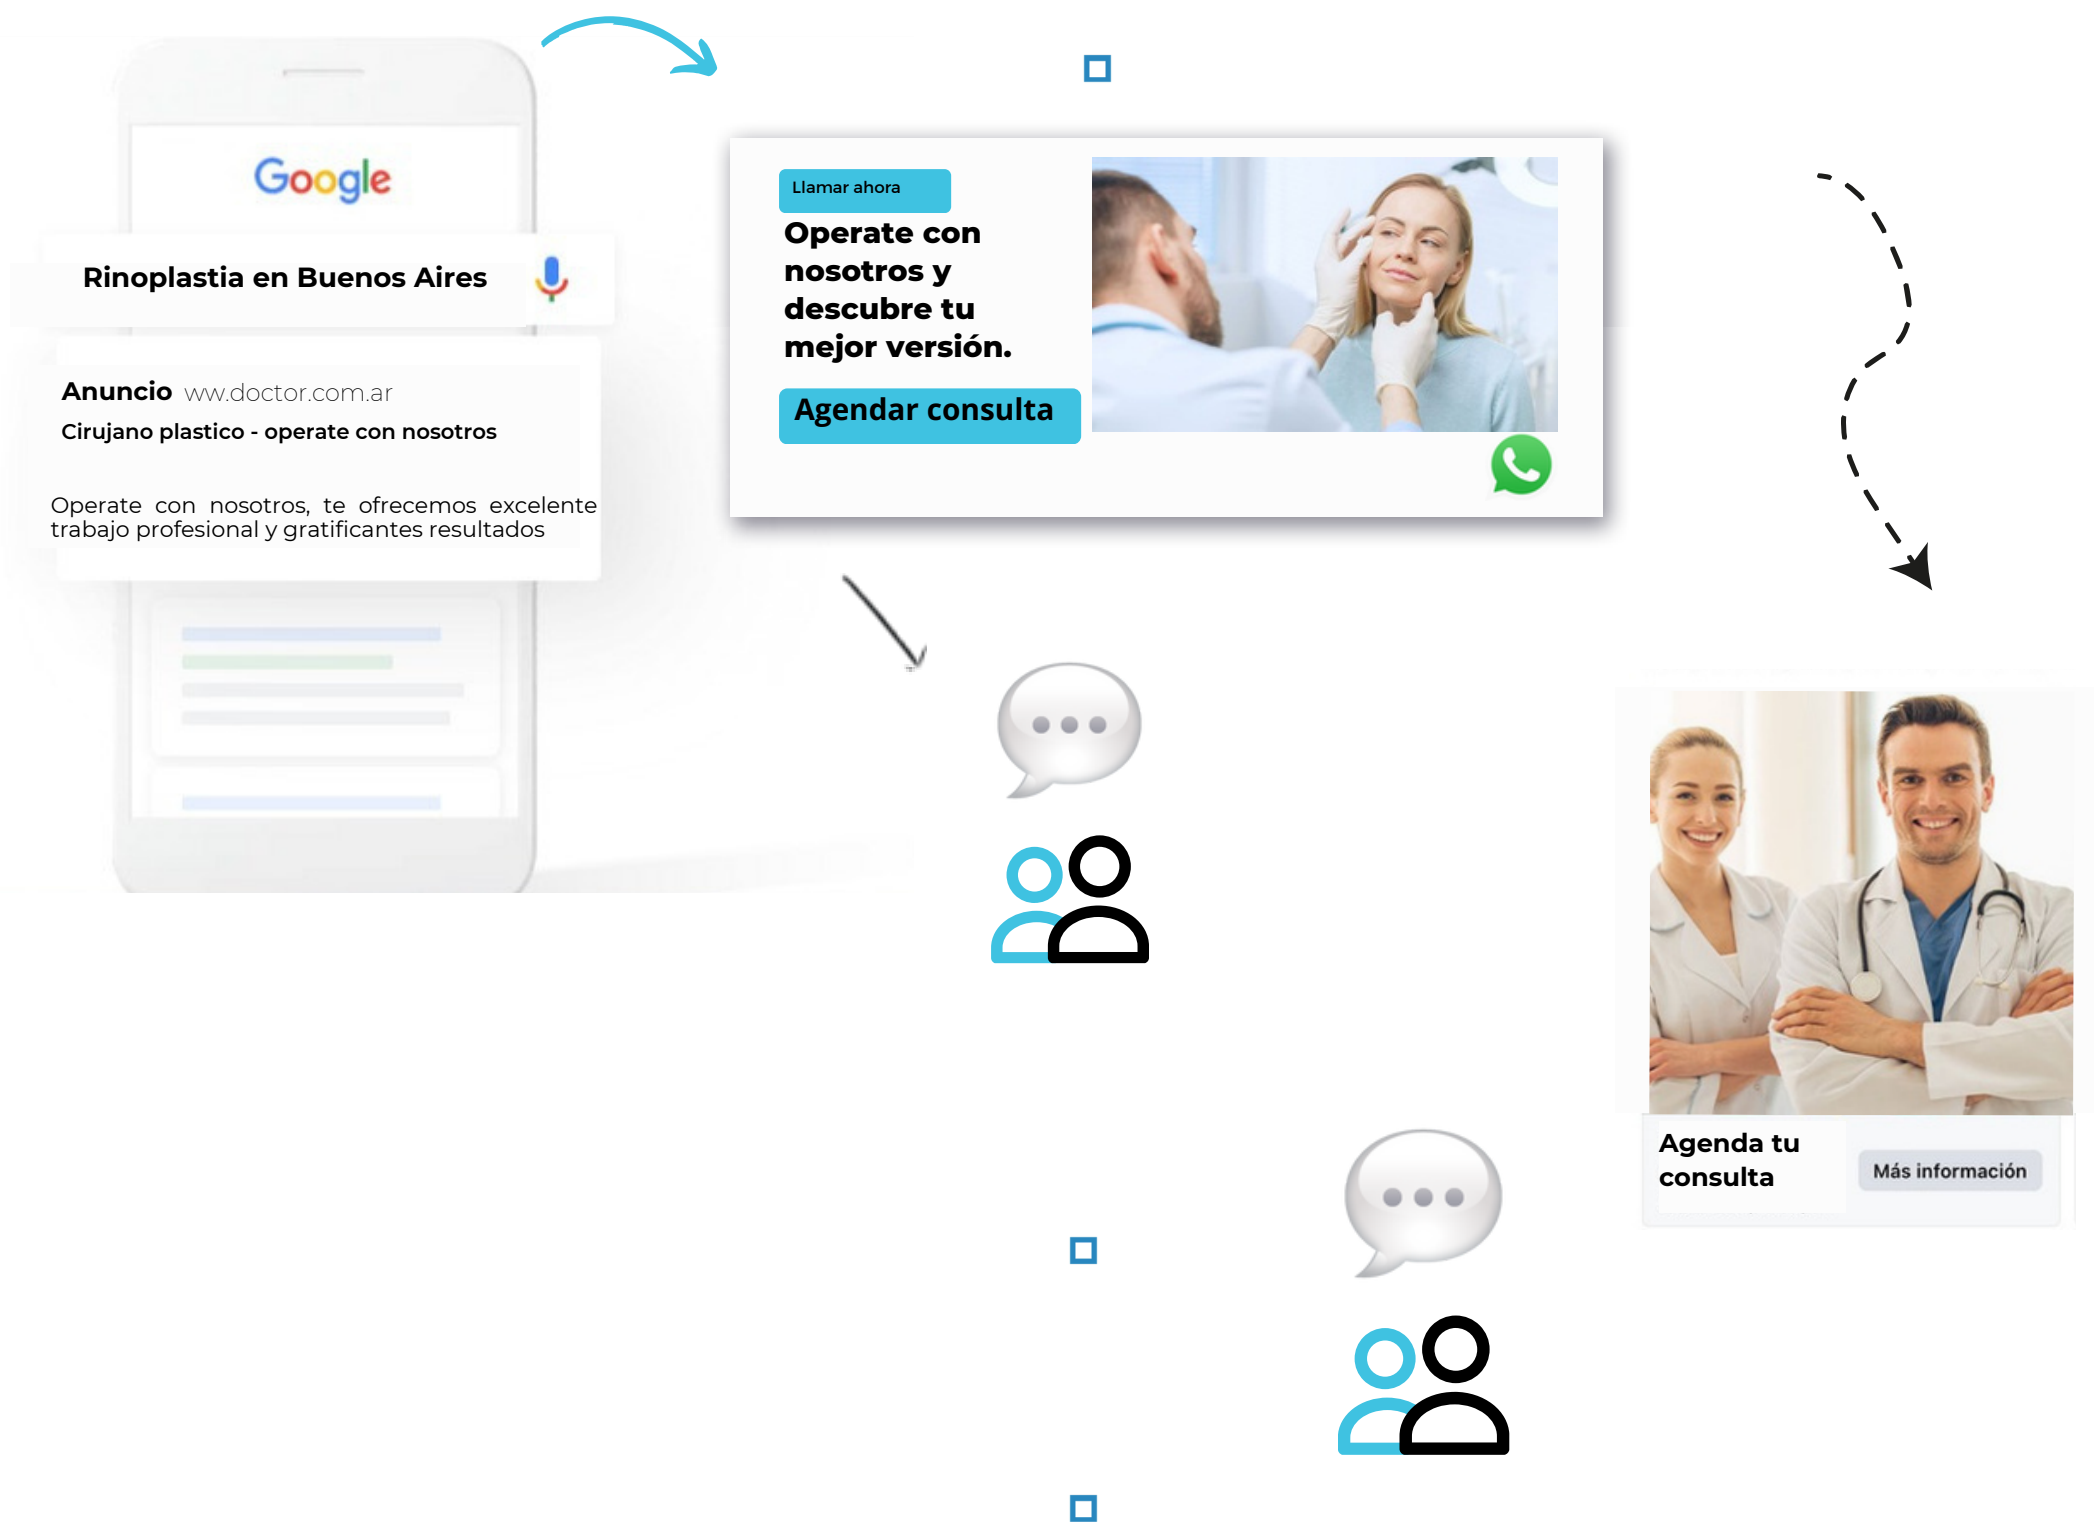 Google
Rinoplastia en Buenos Aires
Anuncio ww.doctor.com.ar
Cirujano plastico - operate con nosotros
Operate con nosotros, te ofrecemos excelente
trabajo profesional y gratificantes resultados
Llamar ahora
Operate con
nosotros y
descubre tu
mejor versión.
Agendar consulta
Agenda tu
consulta
Más información